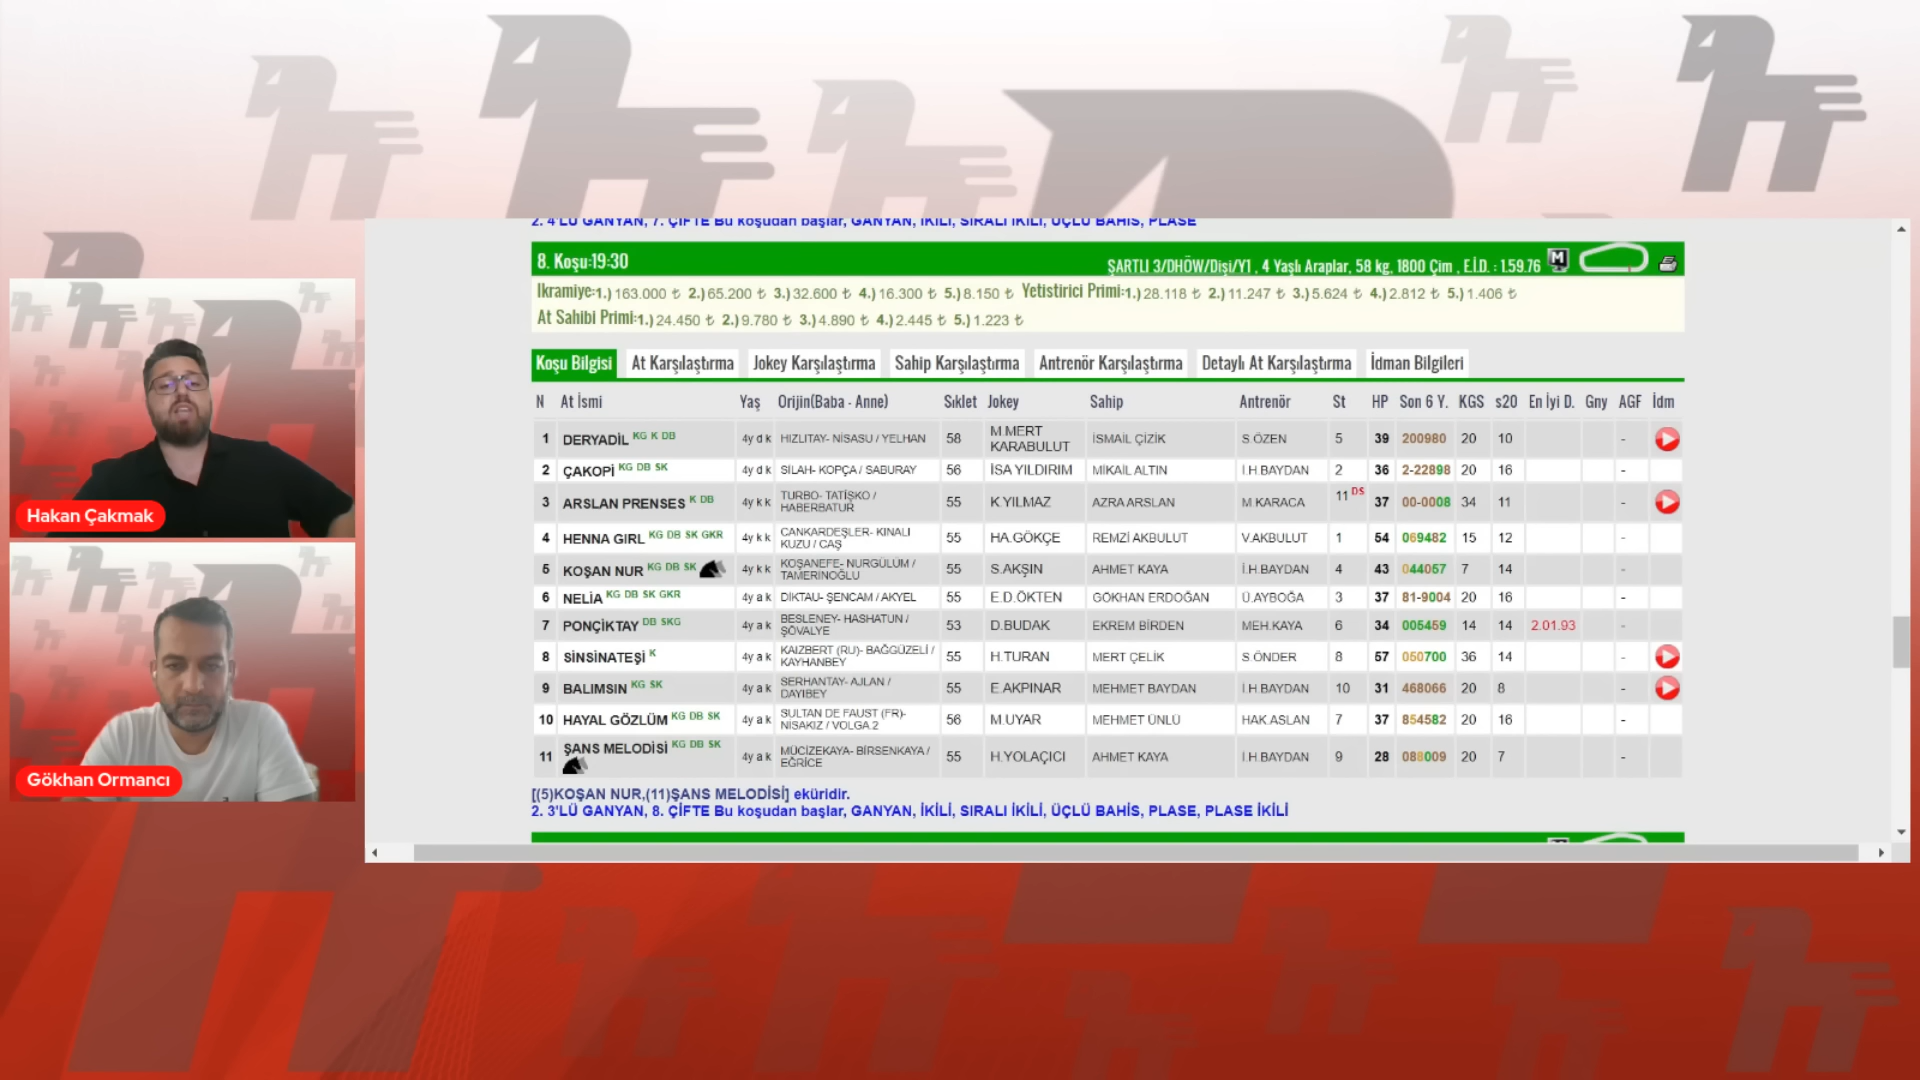 2. 4'LÜ GANYAN, 7. ÇİFTE Bu koşudan başlar, GANYAN, İKİLİ, SIRALI İKİLİ, ÜÇLÜ BAHİS, PLASE
8. Koşu:19:30
ŞARTLI 3/DHÖW/Dişi/Y1 , 4 Yaşlı Araplar, 58 kg, 1800 Çim , E.İ.D. : 1.59.76
M
İkramiye:1.) 163.000 ₺ 2.) 65.200 ₺ 3.) 32.600 ₺ 4.) 16.300 ₺ 5.) 8.150 ₺ Yetistirici Primi:1.) 28.118 ₺ 2.) 11.247 ₺ 3.) 5.624 ₺ 4.) 2.812 ₺ 5.) 1.406 ₺
At Sahibi Primi:1.) 24.450 ₺ 2.) 9.780 ₺ 3.) 4.890 ₺ 4.) 2.445 ₺ 5.) 1.223 ₺
Koşu Bilgisi At Karşılaştırma Jokey Karşılaştırma Sahip Karşılaştırma Antrenör Karşılaştırma Detaylı At Karşılaştırma İdman Bilgileri
N At İsmi Yaş Orijin(Baba - Anne) Sıklet Jokey Sahip Antrenör St HP Son 6 Y. KGS s20 En İyi D. Gny AGF İdm
1 DERYADİL KG K DB 4y d k HIZLITAY- NİSASU / YELHAN 58 M.MERT KARABULUT İSMAİL ÇİZİK S.ÖZEN 5 39 200980 20 10 -
2 ÇAKOPİ KG DB SK 4y d k SİLAH- KOPÇA / SABURAY 56 İSA YILDIRIM MİKAİL ALTIN İ.H.BAYDAN 2 36 2-22898 20 16 -
3 ARSLAN PRENSES K DB 4y k k TURBO- TATİŞKO / HABERBATUR 55 K.YILMAZ AZRA ARSLAN M.KARACA 11 DS 37 00-0008 34 11 -
4 HENNA GIRL KG DB SK GKR 4y k k CANKARDEŞLER- KINALI KUZU / CAŞ 55 HA.GÖKÇE REMZİ AKBULUT V.AKBULUT 1 54 069482 15 12 -
5 KOŞAN NUR KG DB SK 4y k k KOŞANEFE- NURGÜLÜM / TAMERİNOĞLU 55 S.AKŞİN AHMET KAYA İ.H.BAYDAN 4 43 044057 7 14 -
6 NELİA KG DB SK GKR 4y a k DİKTAU- ŞENCAM / AKYEL 55 E.D.ÖKTEN GÖKHAN ERDOĞAN Ü.AYBOĞA 3 37 81-9004 20 16 -
7 PONÇİKTAY DB SKG 4y a k BESLENEY- HASHATUN / ŞÖVALYE 53 D.BUDAK EKREM BİRDEN MEH.KAYA 6 34 005459 14 14 2.01.93 -
8 SİNSİNATEŞİ K 4y a k KAIZBERT (RU)- BAĞGÜZELİ / KAYHANBEY 55 H.TURAN MERT ÇELİK S.ÖNDER 8 57 050700 36 14 -
9 BALIMSIN KG SK 4y a k SERHANTAY- AJLAN / DAYIBEY 55 E.AKPINAR MEHMET BAYDAN İ.H.BAYDAN 10 31 468066 20 8 -
10 HAYAL GÖZLÜM KG DB SK 4y a k SULTAN DE FAUST (FR)- NISAKIZ / VOLGA 2 56 M.UYAR MEHMET ÜNLÜ HAK.ASLAN 7 37 854582 20 16 -
11 ŞANS MELODİSİ KG DB SK 4y a k MÜCİZEKAYA- BİRSENKAYA / EĞRİCE 55 H.YOLAÇICI AHMET KAYA İ.H.BAYDAN 9 28 088009 20 7 -
[(5)KOŞAN NUR,(11)ŞANS MELODİSİ] eküridir.
2. 3'LÜ GANYAN, 8. ÇİFTE Bu koşudan başlar, GANYAN, İKİLİ, SIRALI İKİLİ, ÜÇLÜ BAHİS, PLASE, PLASE İKİLİ
Hakan Çakmak
Gökhan Ormancı